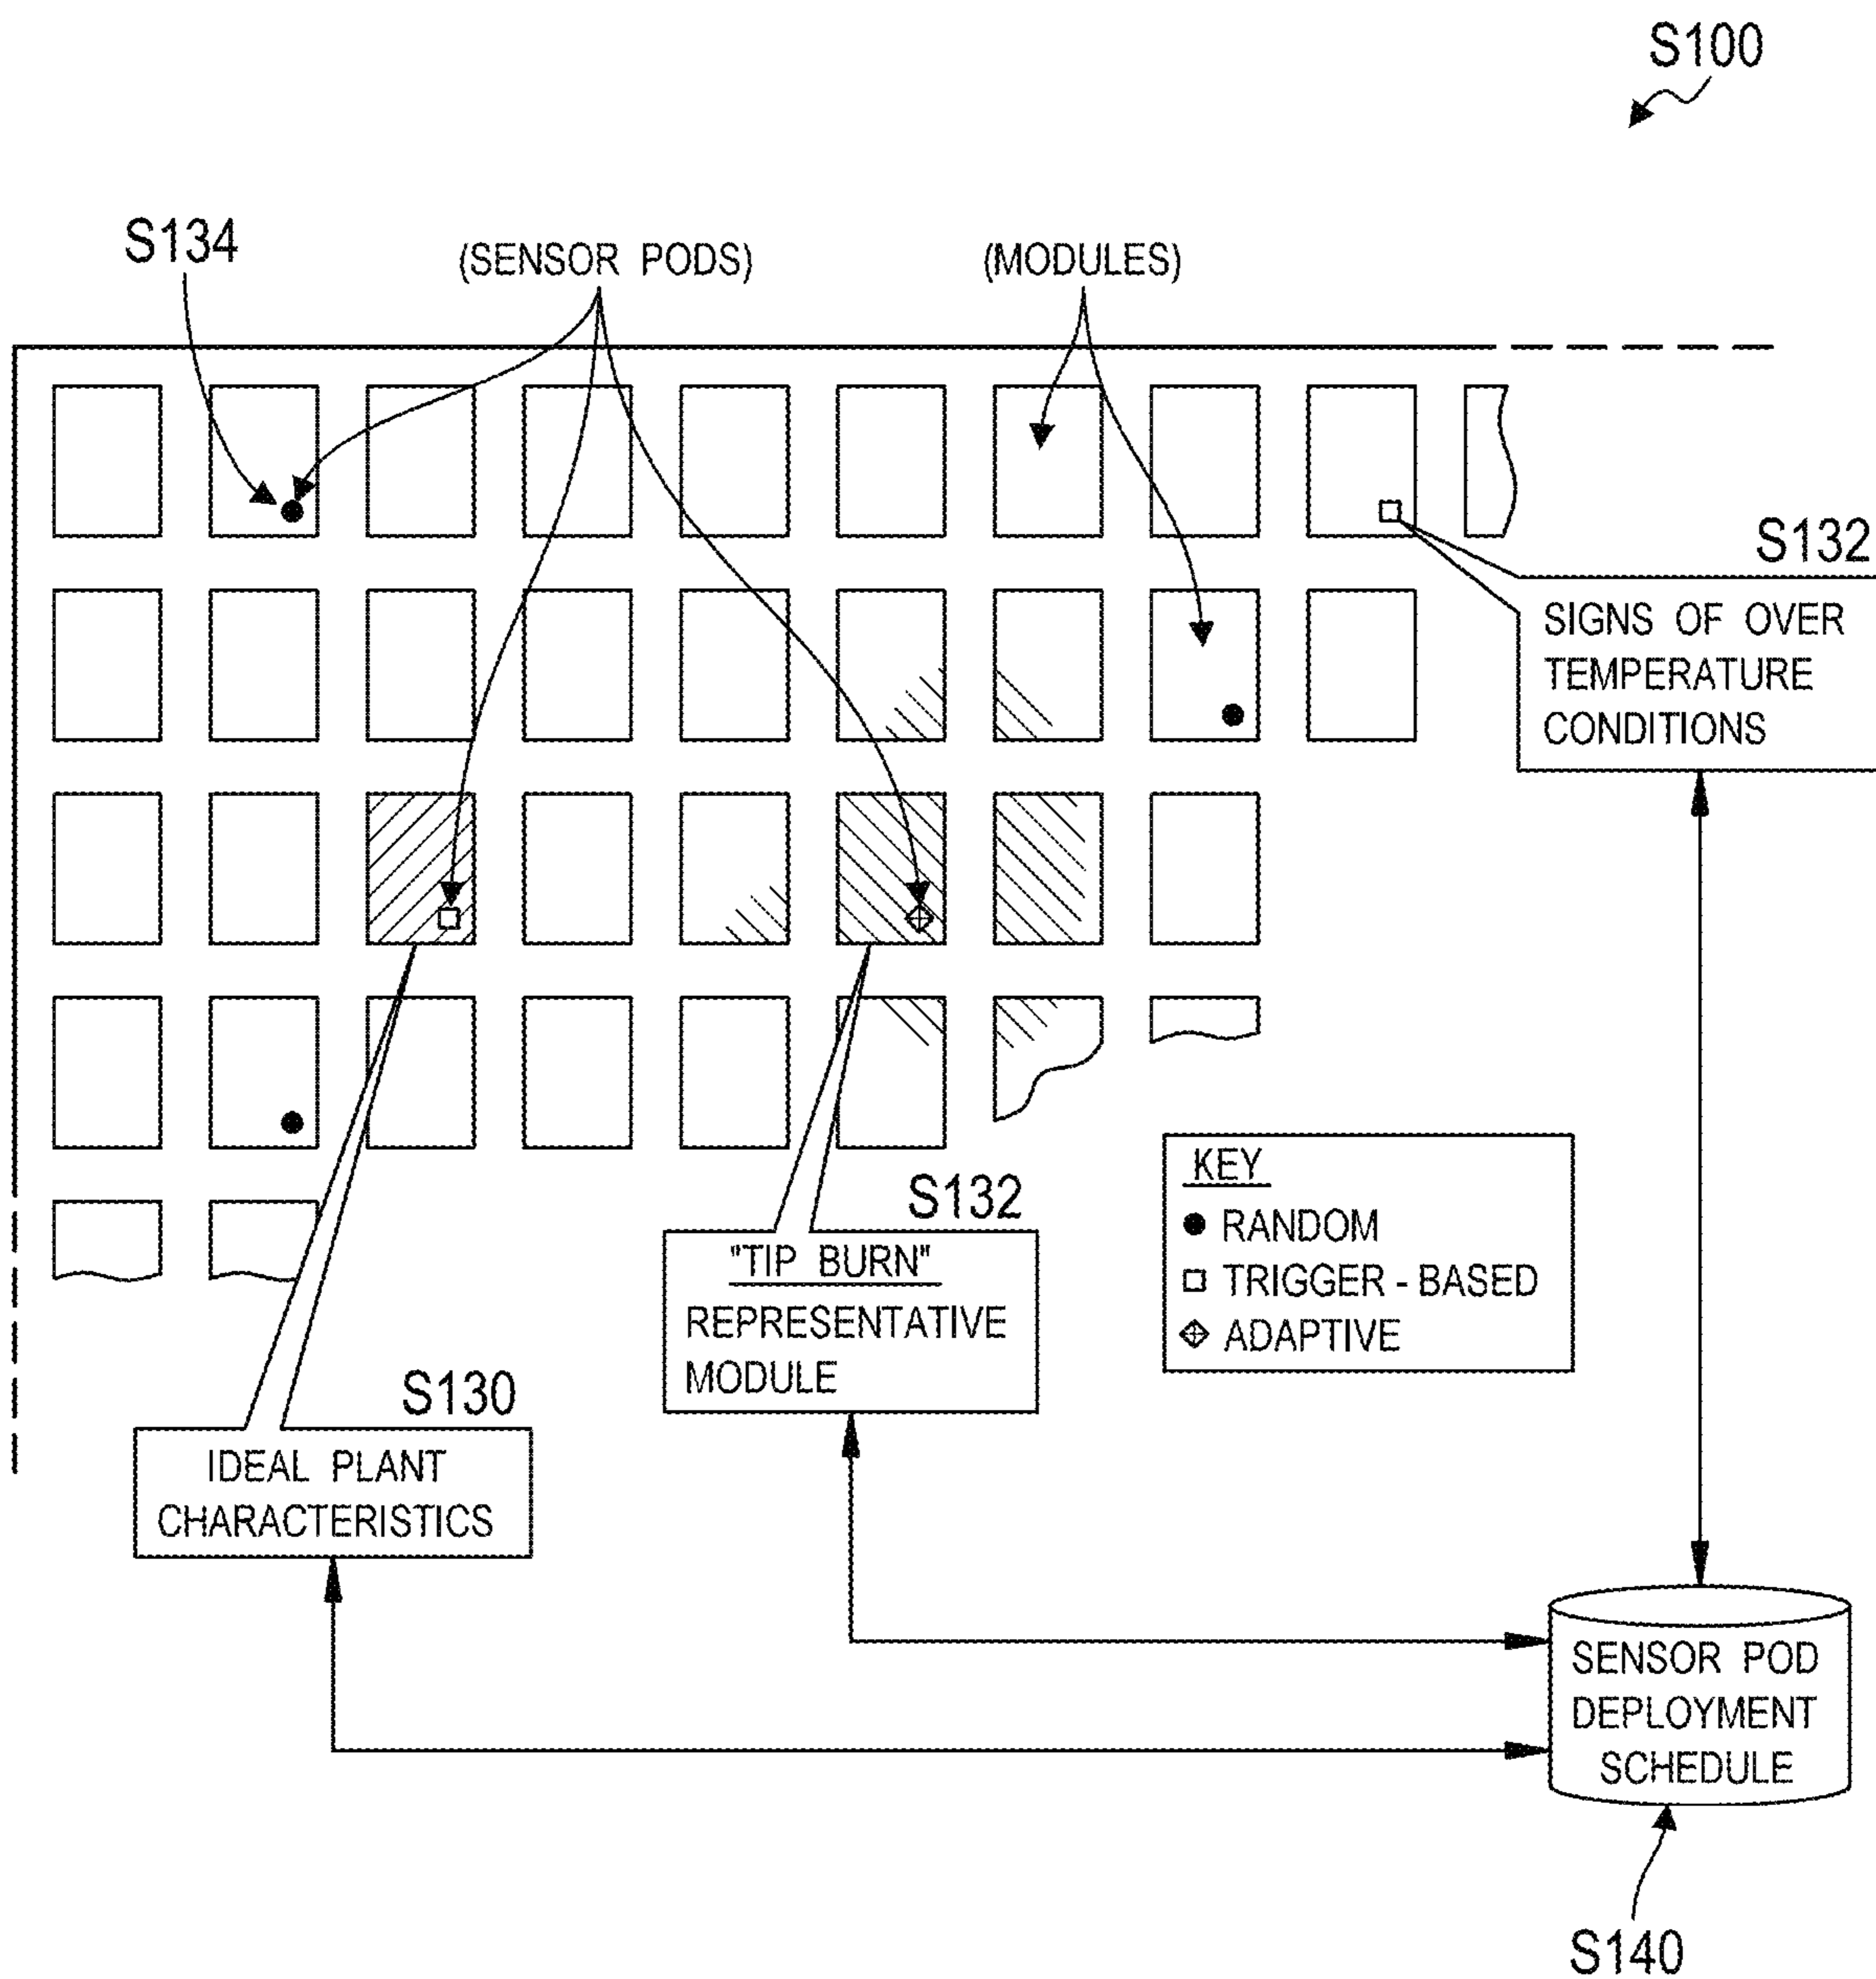 S100
S134
(SENSOR PODS)
(MODULES)
S132
SIGNS OF OVER
TEMPERATURE
CONDITIONS
KEY
RANDOM
TRIGGER - BASED
ADAPTIVE
S132
"TIP BURN"
REPRESENTATIVE
MODULE
S130
IDEAL PLANT
CHARACTERISTICS
SENSOR POD
DEPLOYMENT
SCHEDULE
S140